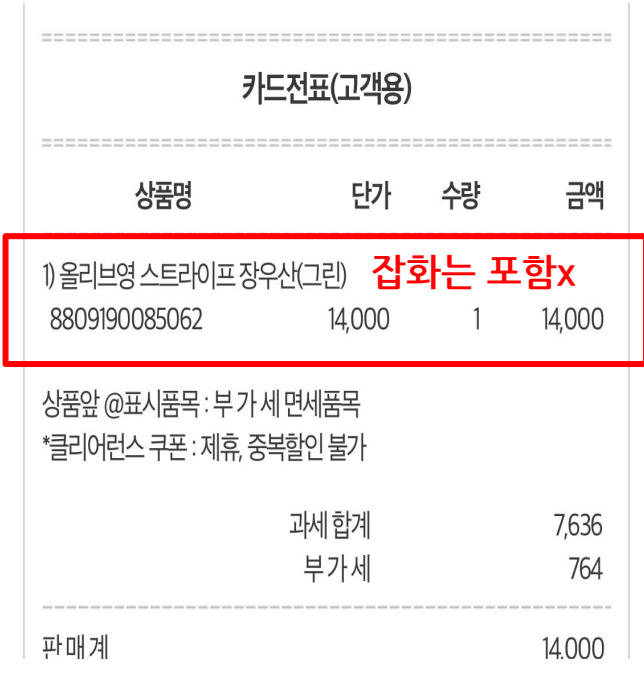 카드전표(고객용)
상품명 단가 수량 금액
1) 올리브영 스트라이프 장우산(그린) 잡화는 포함x
8809190085062 14,000 1 14,000
상품앞 @표시품목 : 부 가 세 면세품목
*클리어런스 쿠폰 : 제휴, 중복할인 불가
과세 합계 7,636
부 가 세 764
판 매 계 14,000